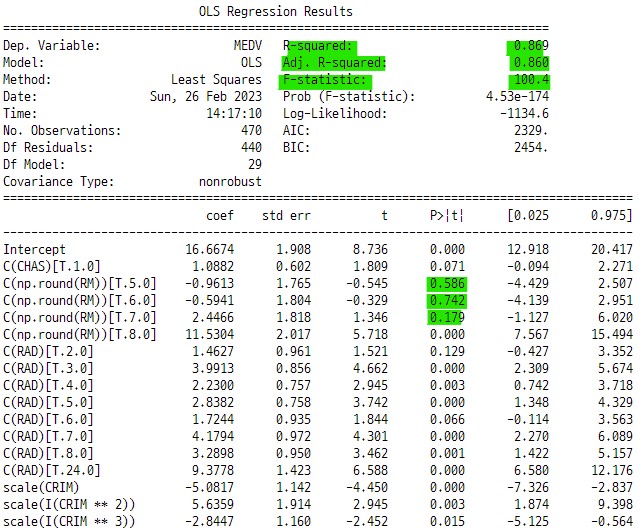 OLS Regression Results
==============================================================================
Dep. Variable: MEDV R-squared: 0.869
Model: OLS Adj. R-squared: 0.860
Method: Least Squares F-statistic: 100.4
Date: Sun, 26 Feb 2023 Prob (F-statistic): 4.53e-174
Time: 14:17:10 Log-Likelihood: -1134.6
No. Observations: 470 AIC: 2329.
Df Residuals: 440 BIC: 2454.
Df Model: 29
Covariance Type: nonrobust
==============================================================================
coef std err t P>|t| [0.025 0.975]
------------------------------------------------------------------------------
Intercept 16.6674 1.908 8.736 0.000 12.918 20.417
C(CHAS)[T.1.0] 1.0882 0.602 1.809 0.071 -0.094 2.271
C(np.round(RM))[T.5.0] -0.9613 1.765 -0.545 0.586 -4.429 2.507
C(np.round(RM))[T.6.0] -0.5941 1.804 -0.329 0.742 -4.139 2.951
C(np.round(RM))[T.7.0] 2.4466 1.818 1.346 0.179 -1.127 6.020
C(np.round(RM))[T.8.0] 11.5304 2.017 5.718 0.000 7.567 15.494
C(RAD)[T.2.0] 1.4627 0.961 1.521 0.129 -0.427 3.352
C(RAD)[T.3.0] 3.9913 0.856 4.662 0.000 2.309 5.674
C(RAD)[T.4.0] 2.2300 0.757 2.945 0.003 0.742 3.718
C(RAD)[T.5.0] 2.8382 0.758 3.742 0.000 1.348 4.329
C(RAD)[T.6.0] 1.7244 0.935 1.844 0.066 -0.114 3.563
C(RAD)[T.7.0] 4.1794 0.972 4.301 0.000 2.270 6.089
C(RAD)[T.8.0] 3.2898 0.950 3.462 0.001 1.422 5.157
C(RAD)[T.24.0] 9.3778 1.423 6.588 0.000 6.580 12.176
scale(CRIM) -5.0817 1.142 -4.450 0.000 -7.326 -2.837
scale(I(CRIM ** 2)) 5.6359 1.914 2.945 0.003 1.874 9.398
scale(I(CRIM ** 3)) -2.8447 1.160 -2.452 0.015 -5.125 -0.564